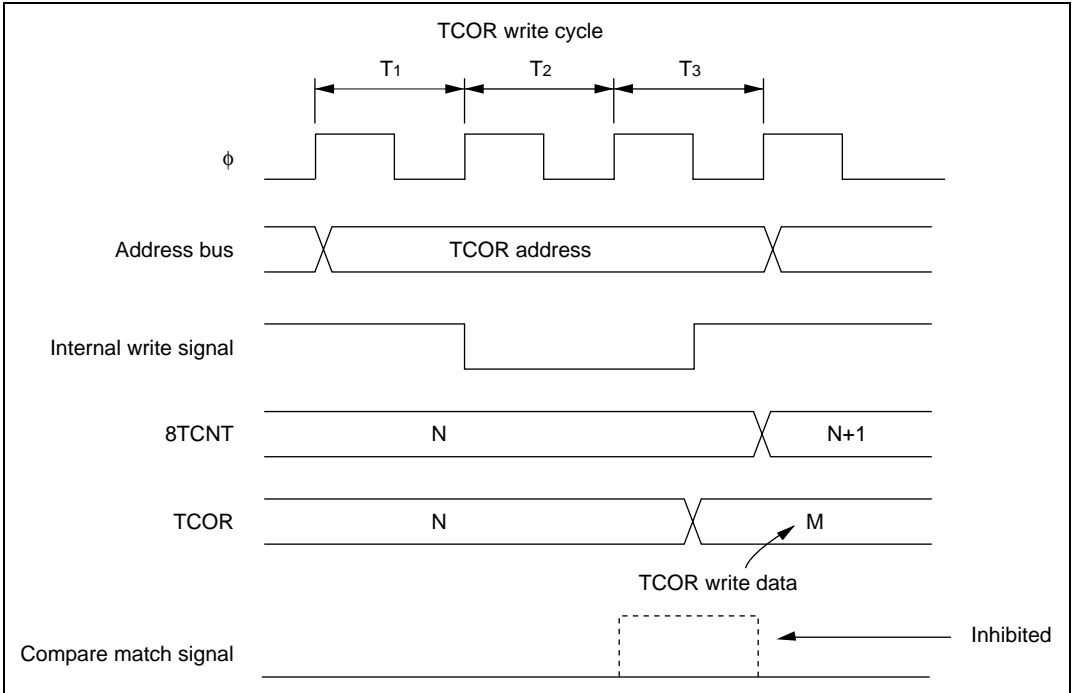 TCOR write cycle
T1 T2 T3
ϕ
Address bus TCOR address
Internal write signal
8TCNT N N+1
TCOR N M
TCOR write data
Inhibited
Compare match signal